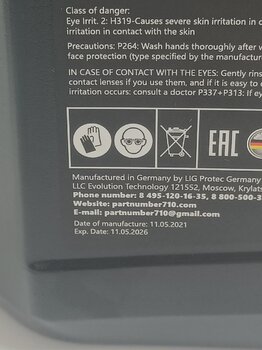 Class of danger:
Eye Irrit. 2: H319-Causes severe skin irritation in c
irritation in contact with the skin
Precautions: P264: Wash hands thoroughly after w
face protection (type specified by the manufactur
IN CASE OF CONTACT WITH THE EYES: Gently rins
contact lenses if you use them, and if it is easy to d
irritation occurs: consult a doctor P337+P313: If ey
EAC
Manufactured in Germany by LIG Protec Germany
LLC Evolution Technology 121552, Moscow, Krylats
Phone number: 8 495-120-16-35, 8 800-500-3
Website: partnumber710.com
E-mail: partnumber710@gmail.com
Date of manufacture: 11.05.2021
Exp. Date: 11.05.2026